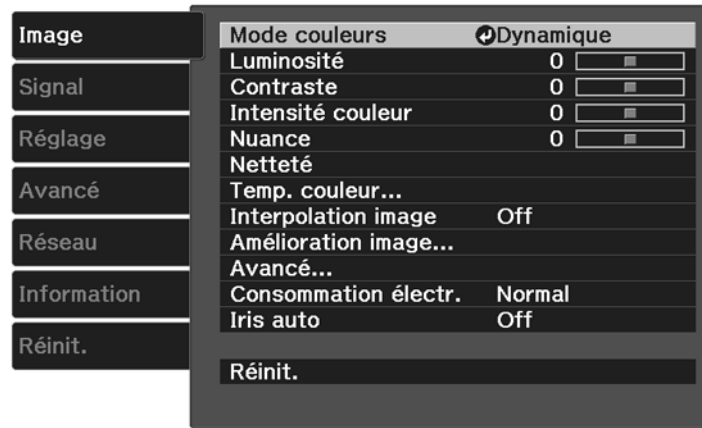 Image
Signal
Réglage
Avancé
Réseau
Information
Réinit.
Mode couleurs Dynamique
Luminosité 0
Contraste 0
Intensité couleur 0
Nuance 0
Netteté
Temp. couleur...
Interpolation image Off
Amélioration image...
Avancé...
Consommation électr. Normal
Iris auto Off
Réinit.